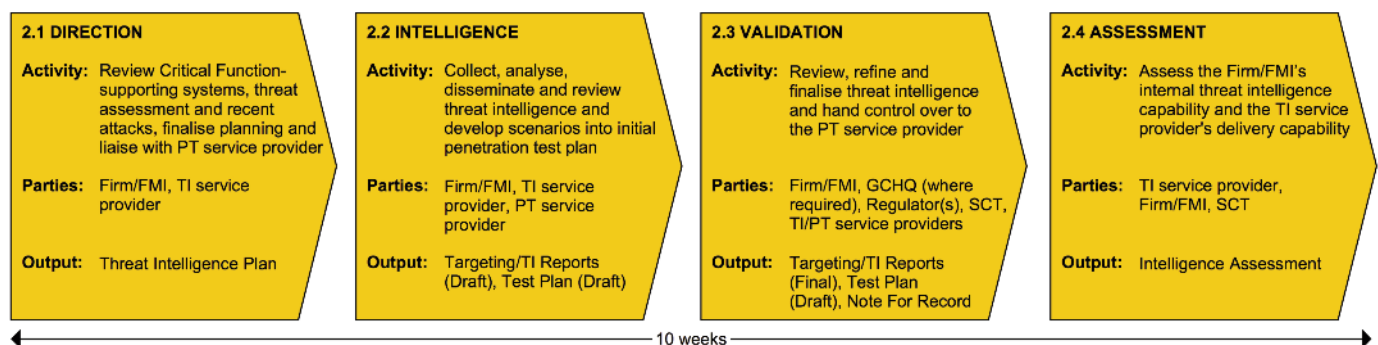 2.1 DIRECTION
Activity: Review Critical Function-
supporting systems, threat
assessment and recent
attacks, finalise planning and
liaise with PT service provider
Parties: Firm/FMI, TI service
provider
Output: Threat Intelligence Plan
2.2 INTELLIGENCE
Activity: Collect, analyse,
disseminate and review
threat intelligence and
develop scenarios into initial
penetration test plan
Parties: Firm/FMI, TI service
provider, PT service
provider
Output: Targeting/TI Reports
(Draft), Test Plan (Draft)
2.3 VALIDATION
Activity: Review, refine and
finalise threat intelligence
and hand control over to
the PT service provider
Parties: Firm/FMI, GCHQ (where
required), Regulator(s), SCT,
TI/PT service providers
Output: Targeting/TI Reports
(Final), Test Plan
(Draft), Note For Record
2.4 ASSESSMENT
Activity: Assess the Firm/FMI's
internal threat intelligence
capability and the TI service
provider's delivery capability
Parties: TI service provider,
Firm/FMI, SCT
Output: Intelligence Assessment
10 weeks